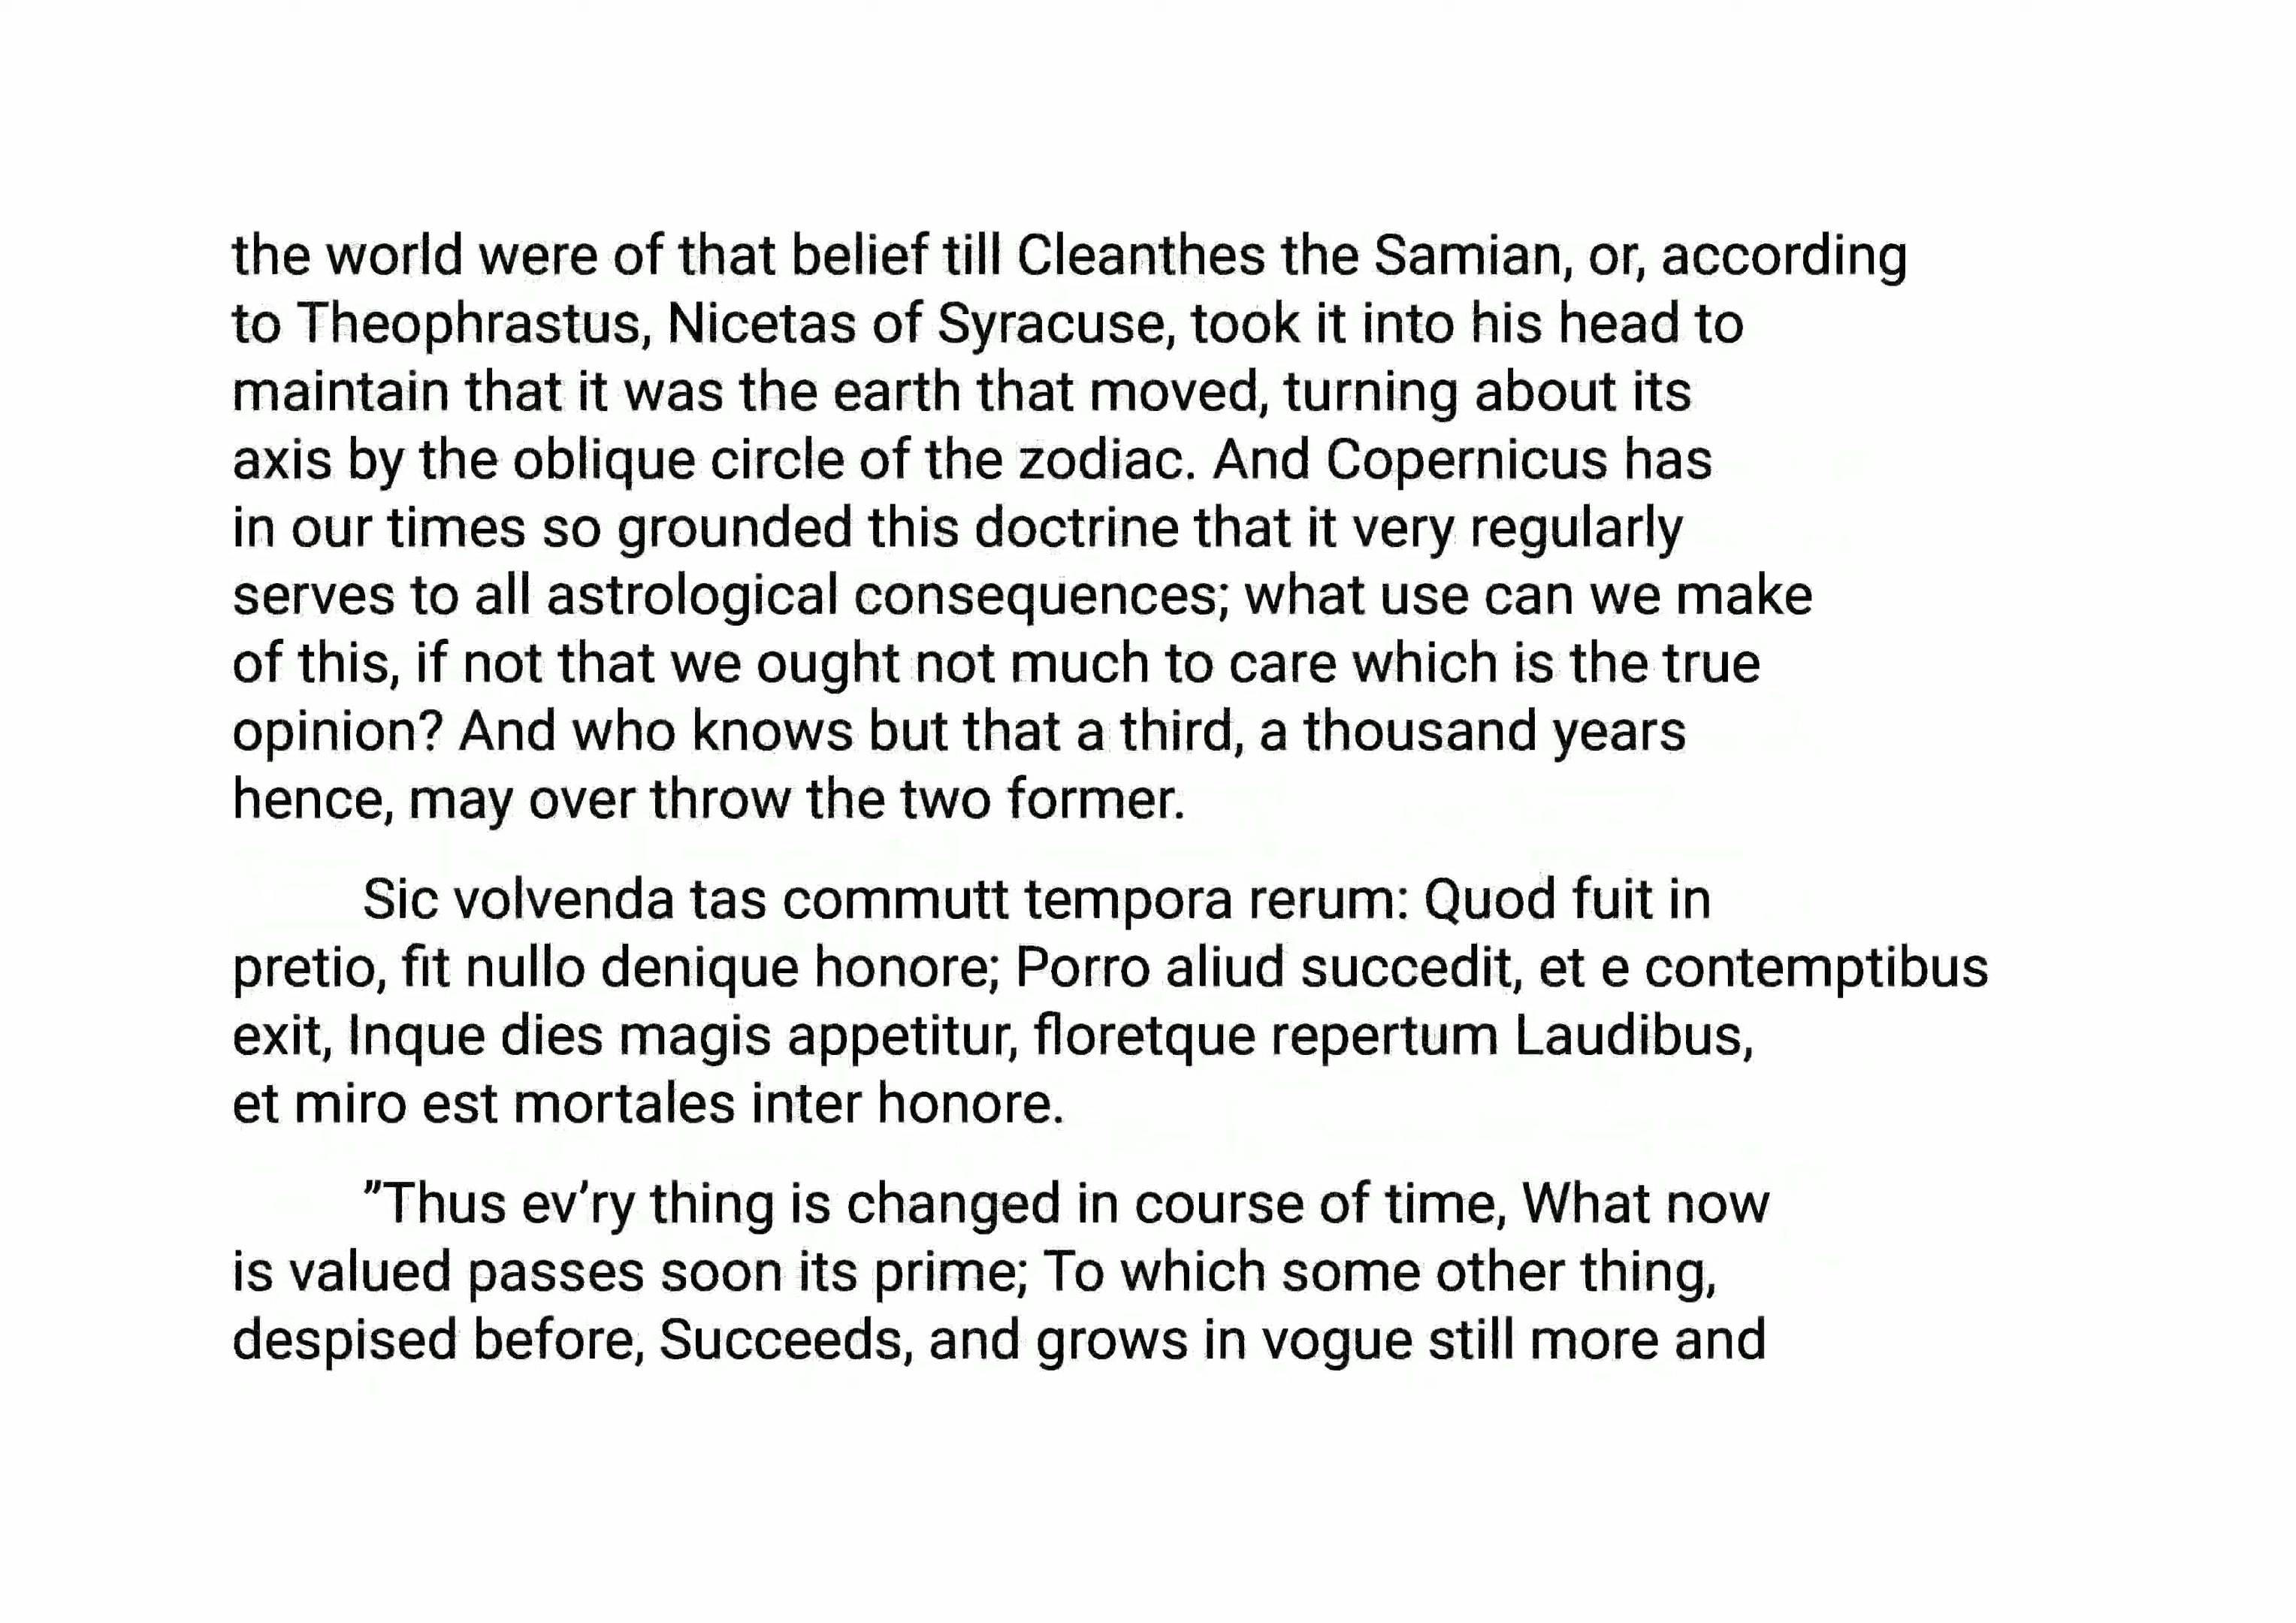 the world were of that belief till Cleanthes the Samian, or, according
to Theophrastus, Nicetas of Syracuse, took it into his head to
maintain that it was the earth that moved, turning about its
axis by the oblique circle of the zodiac. And Copernicus has
in our times so grounded this doctrine that it very regularly
serves to all astrological consequences; what use can we make
of this, if not that we ought not much to care which is the true
opinion? And who knows but that a third, a thousand years
hence, may over throw the two former.
Sic volvenda tas commutt tempora rerum: Quod fuit in
pretio, fit nullo denique honore; Porro aliud succedit, et e contemptibus
exit, Inque dies magis appetitur, floretque repertum Laudibus,
et miro est mortales inter honore.
"Thus ev'ry thing is changed in course of time, What now
is valued passes soon its prime; To which some other thing,
despised before, Succeeds, and grows in vogue still more and